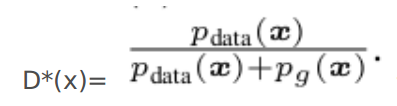 D*(x)= p_data(x) / (p_data(x)+p_g(x)) .